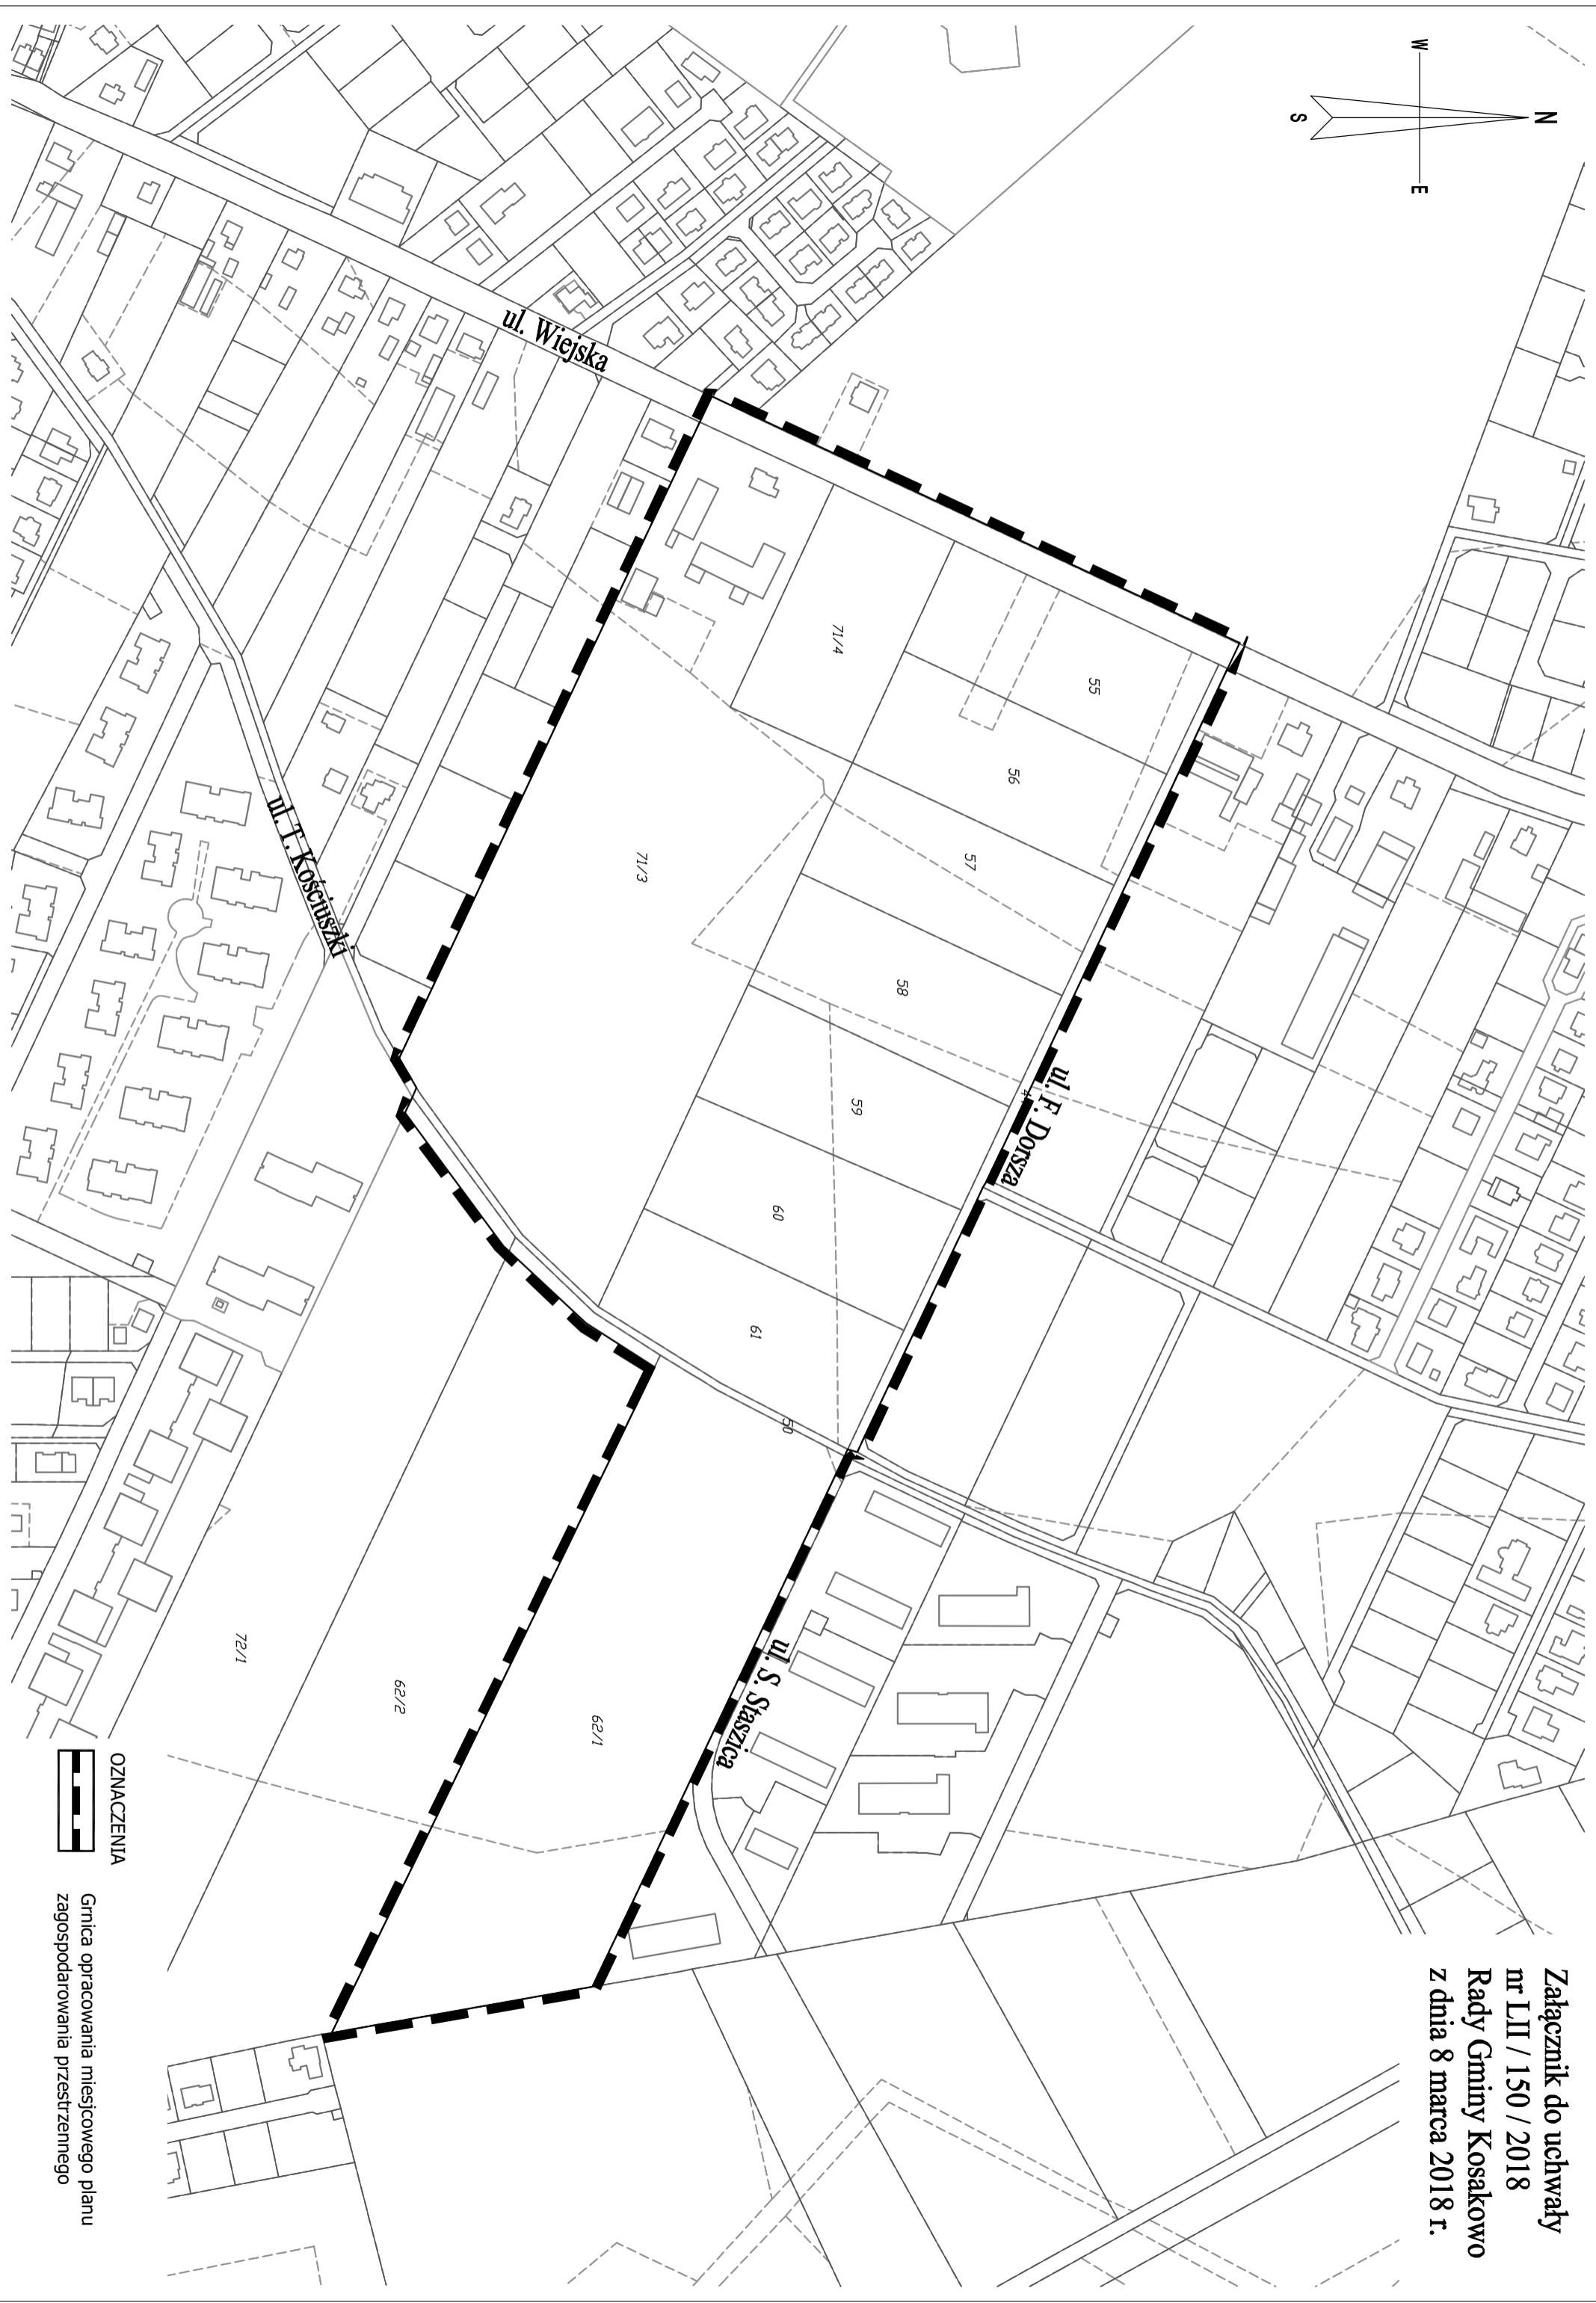 Załącznik do uchwały
nr LII / 150 / 2018
Rady Gminy Kosakowo
z dnia 8 marca 2018 r.
N
W
E
S
ul. Wiejska
ul. T. Kościuszki
ul. F. Dorsza
ul. S. Staszica
71/4
55
56
57
71/3
58
59
60
61
50
62/1
62/2
72/1
OZNACZENIA
Grnica opracowania miesjcowego planu
zagospodarowania przestrzennego